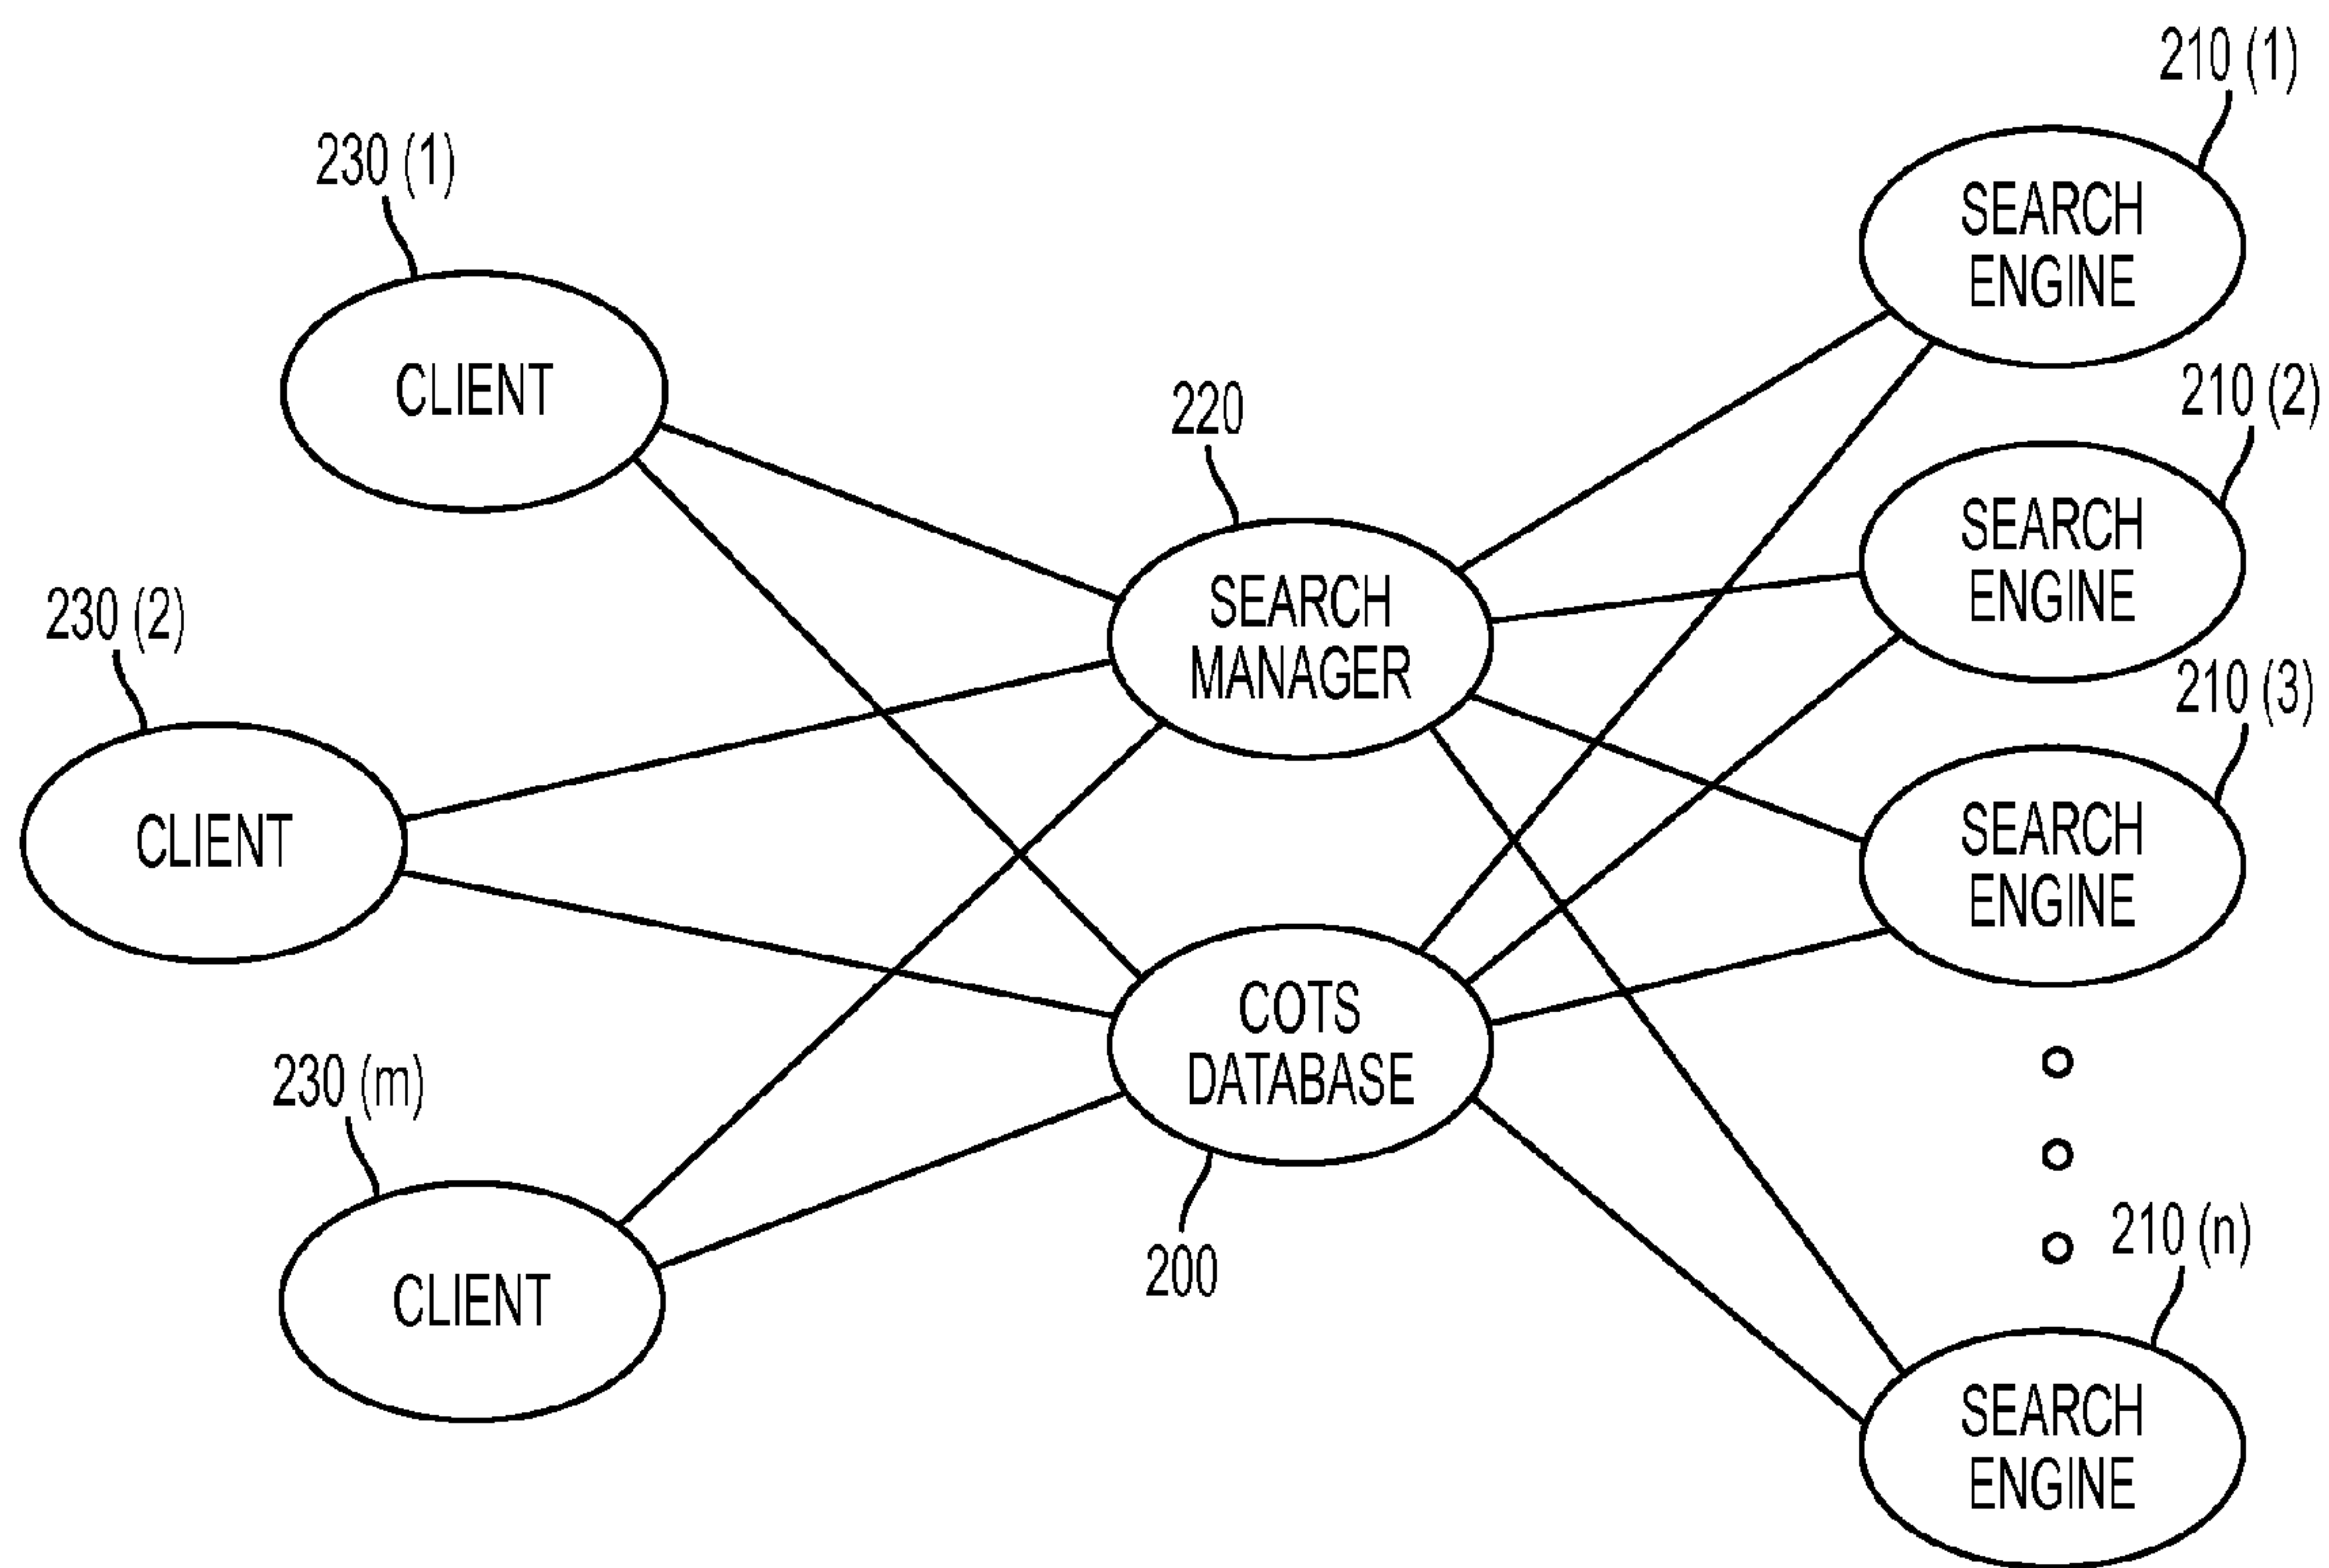 210 (1)
SEARCH
ENGINE
230 (1)
CLIENT
210 (2)
220
SEARCH
ENGINE
SEARCH
MANAGER
230 (2)
210 (3)
CLIENT
SEARCH
ENGINE
COTS
DATABASE
230 (m)
200
210 (n)
CLIENT
SEARCH
ENGINE